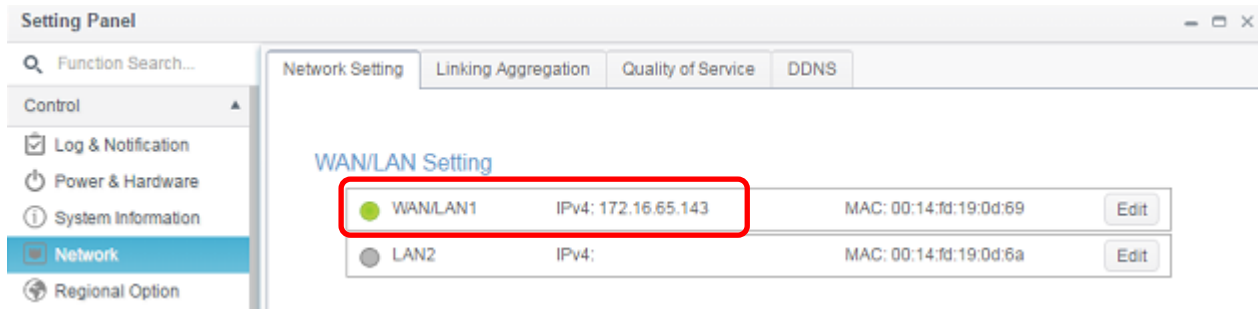 Setting Panel
Function Search...
Network Setting
Linking Aggregation
Quality of Service
DDNS
Control
Log & Notification
Power & Hardware
System Information
Network
Regional Option
WAN/LAN Setting
WAN/LAN1 IPv4: 172.16.65.143 MAC: 00:14:fd:19:0d:69 Edit
LAN2 IPv4: MAC: 00:14:fd:19:0d:6a Edit